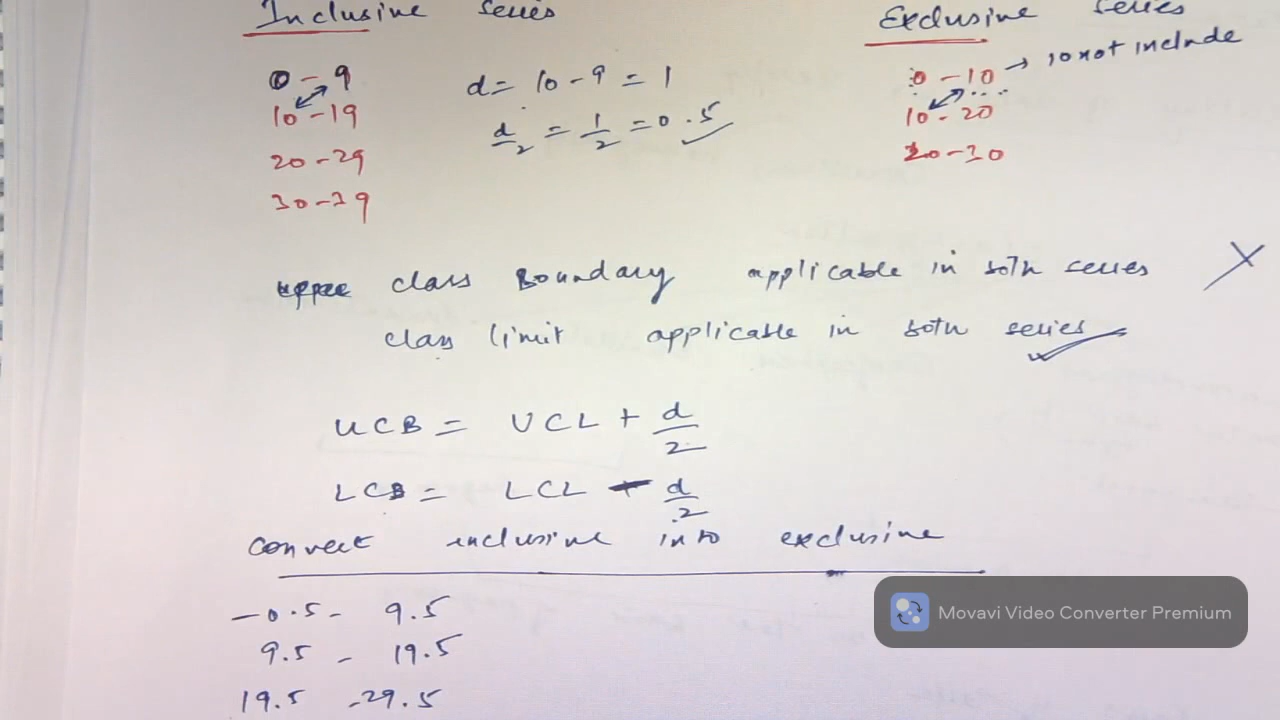 Inclusive series
Exclusive series
0 - 9
10 - 19
20 - 29
30 - 39
d = 10 - 9 = 1
d/2 = 1/2 = 0.5
0 - 10 → 10 not include
10 - 20
20 - 30
class Boundary applicable in both series X
class limit applicable in both series ✓
UCB = UCL + d/2
LCB = LCL - d/2
convert inclusive into exclusive
-0.5 - 9.5
9.5 - 19.5
19.5 - 29.5
Movavi Video Converter Premium